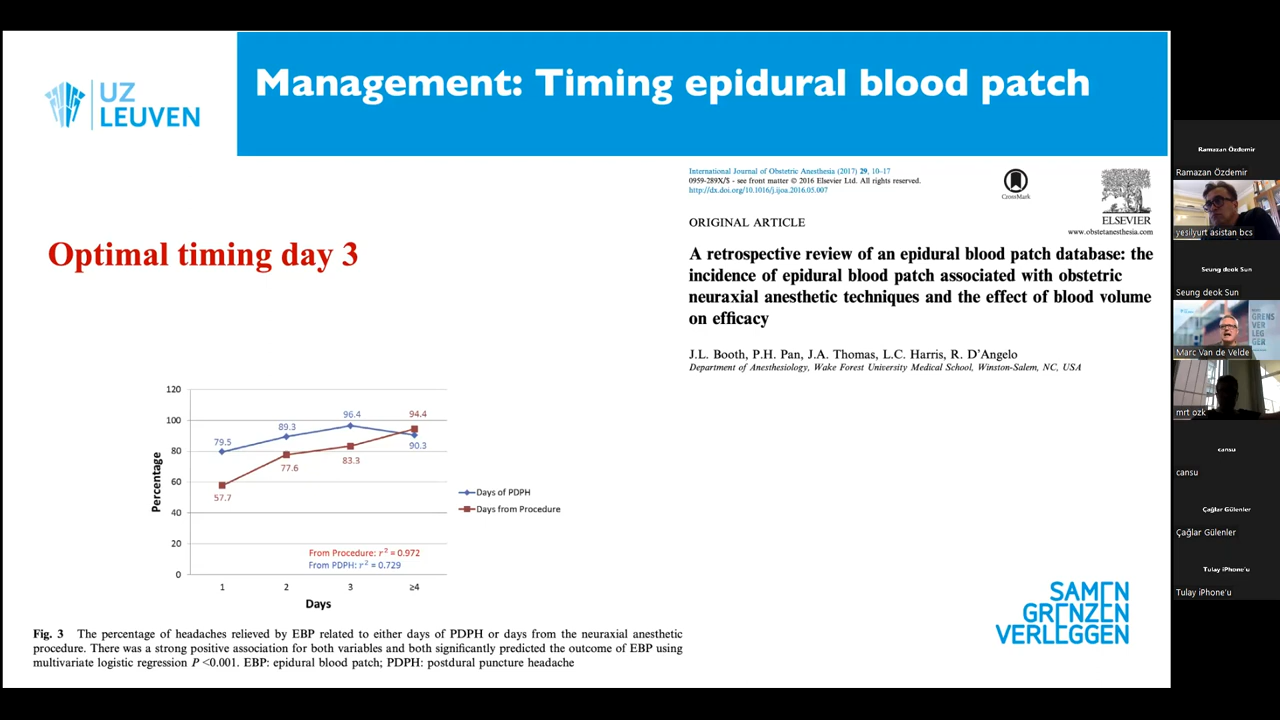 UZ
LEUVEN
Management: Timing epidural blood patch
Optimal timing day 3
International Journal of Obstetric Anesthesia (2017) 29, 10–17
0959-289X/$ - see front matter © 2016 Elsevier Ltd. All rights reserved.
http://dx.doi.org/10.1016/j.ijoa.2016.05.007
CrossMark
ELSEVIER
www.obstetanesthesia.com
ORIGINAL ARTICLE
A retrospective review of an epidural blood patch database: the
incidence of epidural blood patch associated with obstetric
neuraxial anesthetic techniques and the effect of blood volume
on efficacy
J.L. Booth, P.H. Pan, J.A. Thomas, L.C. Harris, R. D'Angelo
Department of Anesthesiology, Wake Forest University Medical School, Winston-Salem, NC, USA
120
100
80
60
40
20
0
Percentage
79.5
89.3
96.4
90.3
57.7
77.6
83.3
94.4
Days of PDPH
Days from Procedure
From Procedure: r² = 0.972
From PDPH: r² = 0.729
1 2 3 ≥4
Days
Fig. 3 The percentage of headaches relieved by EBP related to either days of PDPH or days from the neuraxial anesthetic
procedure. There was a strong positive association for both variables and both significantly predicted the outcome of EBP using
multivariate logistic regression P <0.001. EBP: epidural blood patch; PDPH: postdural puncture headache
SAMEN
GRENZEN
VERLEGGEN
Ramazan Özdemir
Ramazan Özdemir
yesilyurt asistan bcs
Seung deok Sun
Seung deok Sun
GRENS
VER
LEG
GER
Marc Van de Velde
mrt ozk
cansu
cansu
Çağlar Gülenler
Çağlar Gülenler
Tulay iPhone'u
Tulay iPhone'u